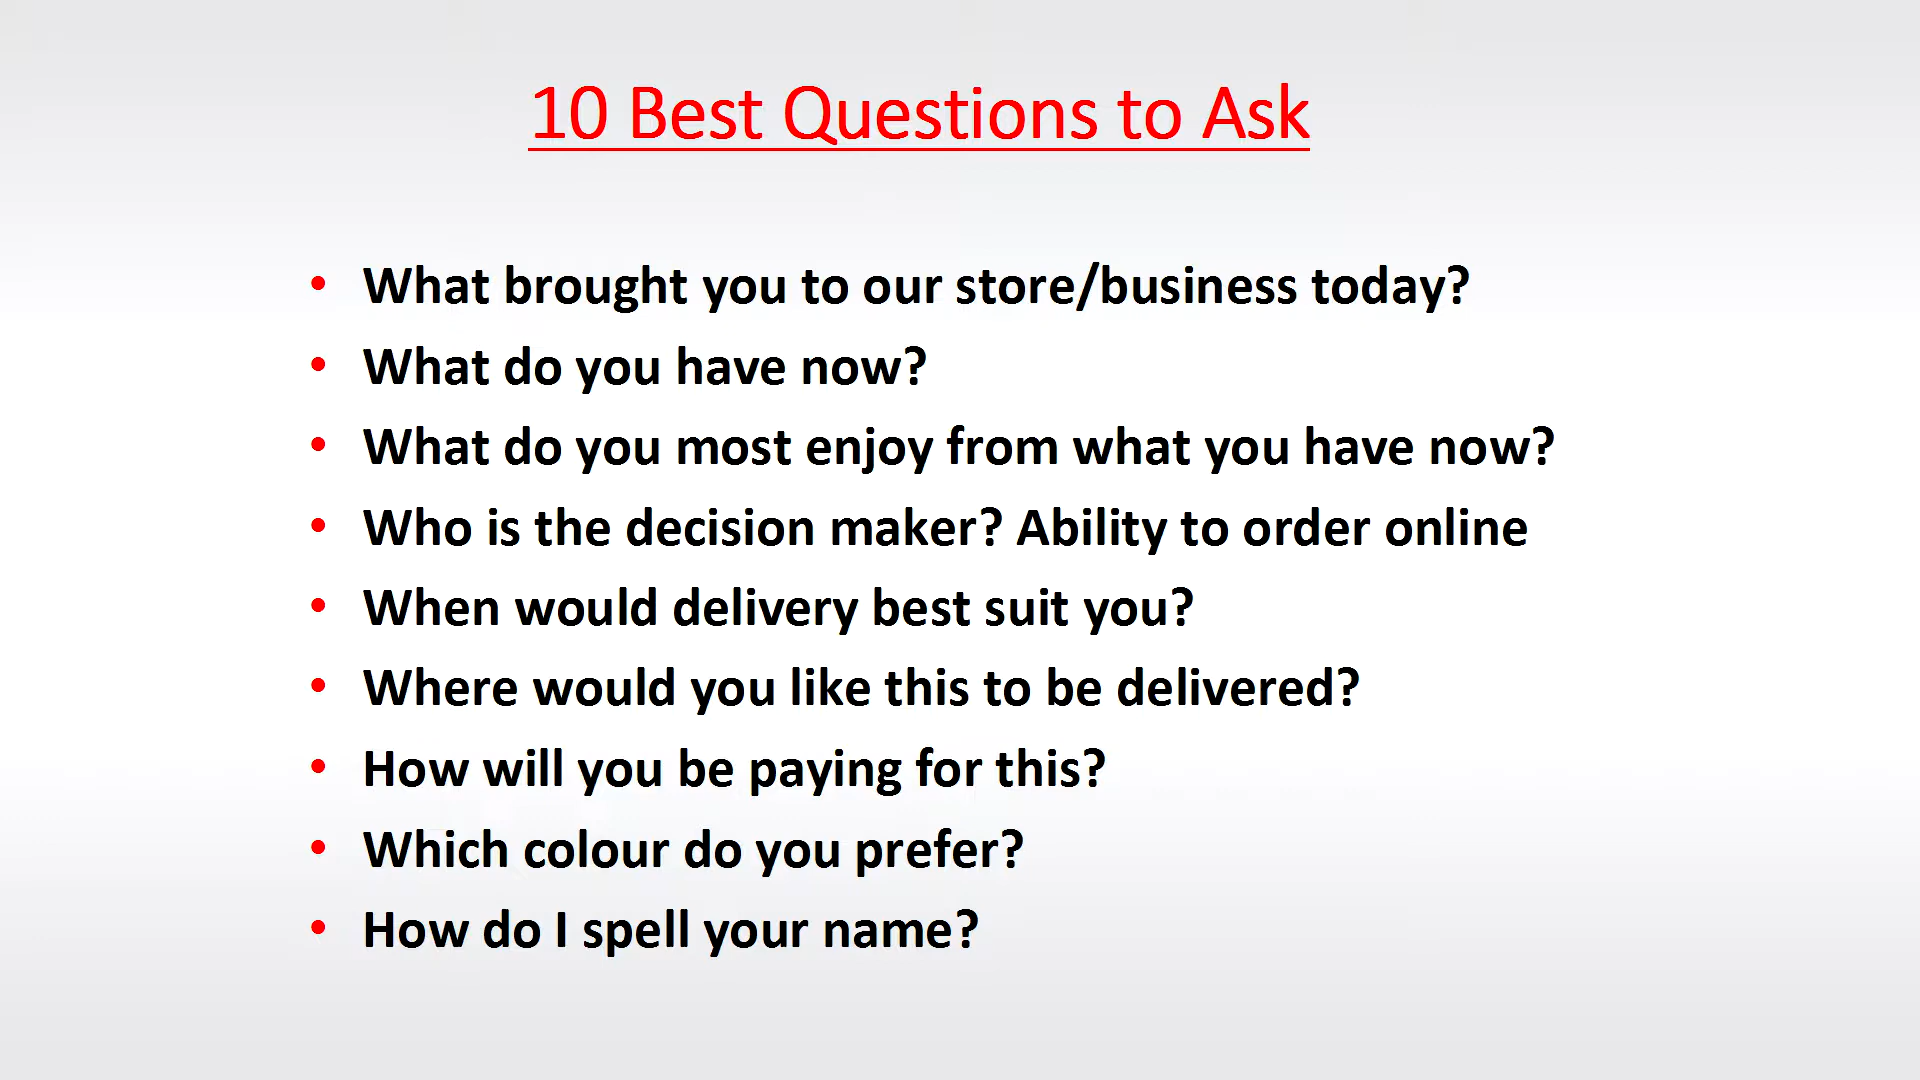 10 Best Questions to Ask
• What brought you to our store/business today?
• What do you have now?
• What do you most enjoy from what you have now?
• Who is the decision maker? Ability to order online
• When would delivery best suit you?
• Where would you like this to be delivered?
• How will you be paying for this?
• Which colour do you prefer?
• How do I spell your name?